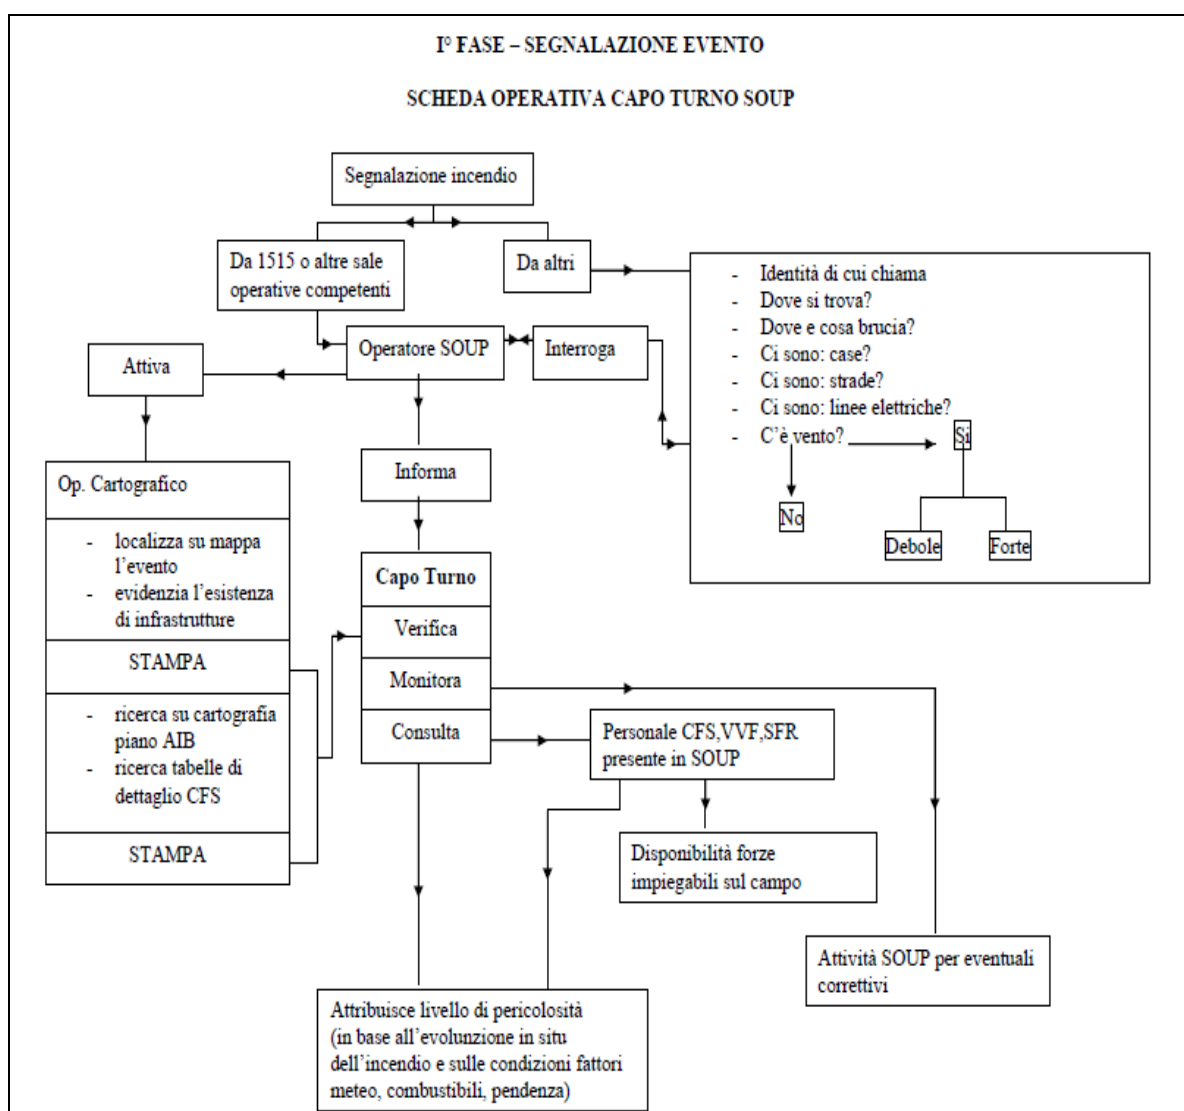 I° FASE – SEGNALAZIONE EVENTO
SCHEDA OPERATIVA CAPO TURNO SOUP
Segnalazione incendio
Da 1515 o altre sale
operative competenti
Da altri
- Identità di cui chiama
- Dove si trova?
- Dove e cosa brucia?
- Ci sono: case?
- Ci sono: strade?
- Ci sono: linee elettriche?
- C'è vento?
Si
No
Debole
Forte
Operatore SOUP
Interroga
Attiva
Informa
Op. Cartografico
- localizza su mappa
l'evento
- evidenzia l'esistenza
di infrastrutture
STAMPA
- ricerca su cartografia
piano AIB
- ricerca tabelle di
dettaglio CFS
STAMPA
Capo Turno
Verifica
Monitora
Consulta
Personale CFS,VVF,SFR
presente in SOUP
Disponibilità forze
impiegabili sul campo
Attività SOUP per eventuali
correttivi
Attribuisce livello di pericolosità
(in base all'evolunzione in situ
dell'incendio e sulle condizioni fattori
meteo, combustibili, pendenza)